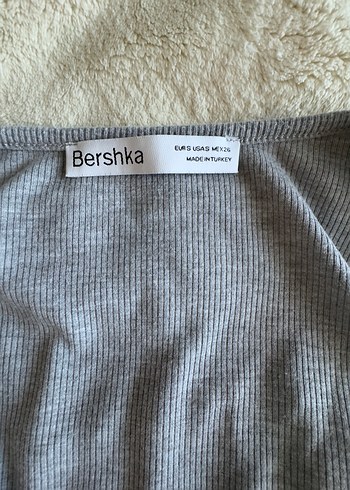 Bershka
EUR S USA S MEX 26
MADE IN TURKEY